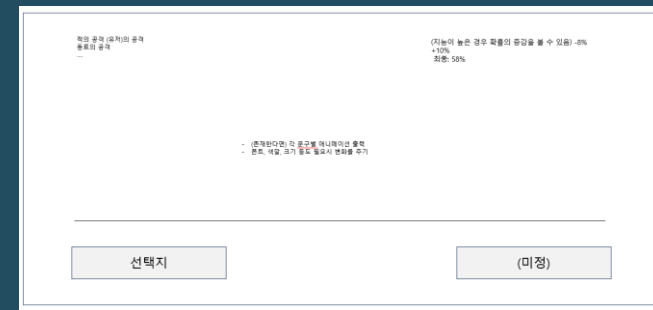 적의 공격 (유저)의 공격
동료의 공격
...
(지능이 높은 경우 확률의 증감을 볼 수 있음) -8%
+10%
최종: 58%
- (존재한다면) 각 문구별 애니메이션 출력
- 폰트, 색깔, 크기 등도 필요시 변화를 주기
선택지
(미정)